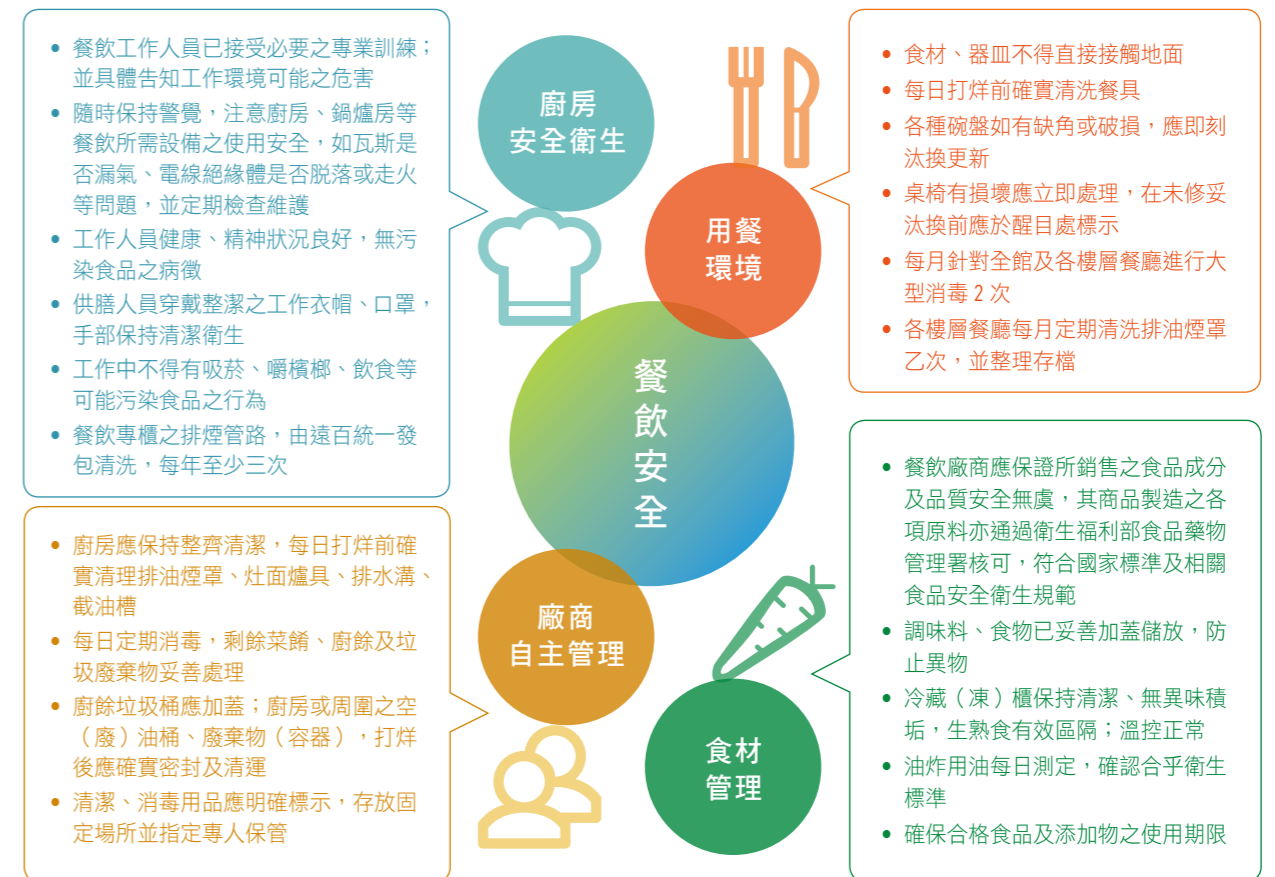 • 餐飲工作人員已接受必要之專業訓練；
並具體告知工作環境可能之危害
• 隨時保持警覺，注意廚房、鍋爐房等
餐飲所需設備之使用安全，如瓦斯是
否漏氣、電線絕緣體是否脱落或走火
等問題，並定期檢查維護
• 工作人員健康、精神狀況良好，無污
染食品之病徵
• 供膳人員穿戴整潔之工作衣帽、口罩，
手部保持清潔衛生
• 工作中不得有吸菸、嚼檳榔、飲食等
可能污染食品之行為
• 餐飲專櫃之排煙管路，由遠百統一發
包清洗，每年至少三次
廚房
安全衛生
用餐
環境
• 食材、器皿不得直接接觸地面
• 每日打烊前確實清洗餐具
• 各種碗盤如有缺角或破損，應即刻
汰換更新
• 桌椅有損壞應立即處理，在未修妥
汰換前應於醒目處標示
• 每月針對全館及各樓層餐廳進行大
型消毒 2 次
• 各樓層餐廳每月定期清洗排油煙罩
乙次，並整理存檔
餐
飲
安
全
• 廚房應保持整齊清潔，每日打烊前確
實清理排油煙罩、灶面爐具、排水溝、
截油槽
• 每日定期消毒，剩餘菜餚、廚餘及垃
圾廢棄物妥善處理
• 廚餘垃圾桶應加蓋；廚房或周圍之空
（廢）油桶、廢棄物（容器），打烊
後應確實密封及清運
• 清潔、消毒用品應明確標示，存放固
定場所並指定專人保管
廠商
自主管理
食材
管理
• 餐飲廠商應保證所銷售之食品成分
及品質安全無虞，其商品製造之各
項原料亦通過衛生福利部食品藥物
管理署核可，符合國家標準及相關
食品安全衛生規範
• 調味料、食物已妥善加蓋儲放，防
止異物
• 冷藏（凍）櫃保持清潔、無異味積
垢，生熟食有效區隔；溫控正常
• 油炸用油每日測定，確認合乎衛生
標準
• 確保合格食品及添加物之使用期限